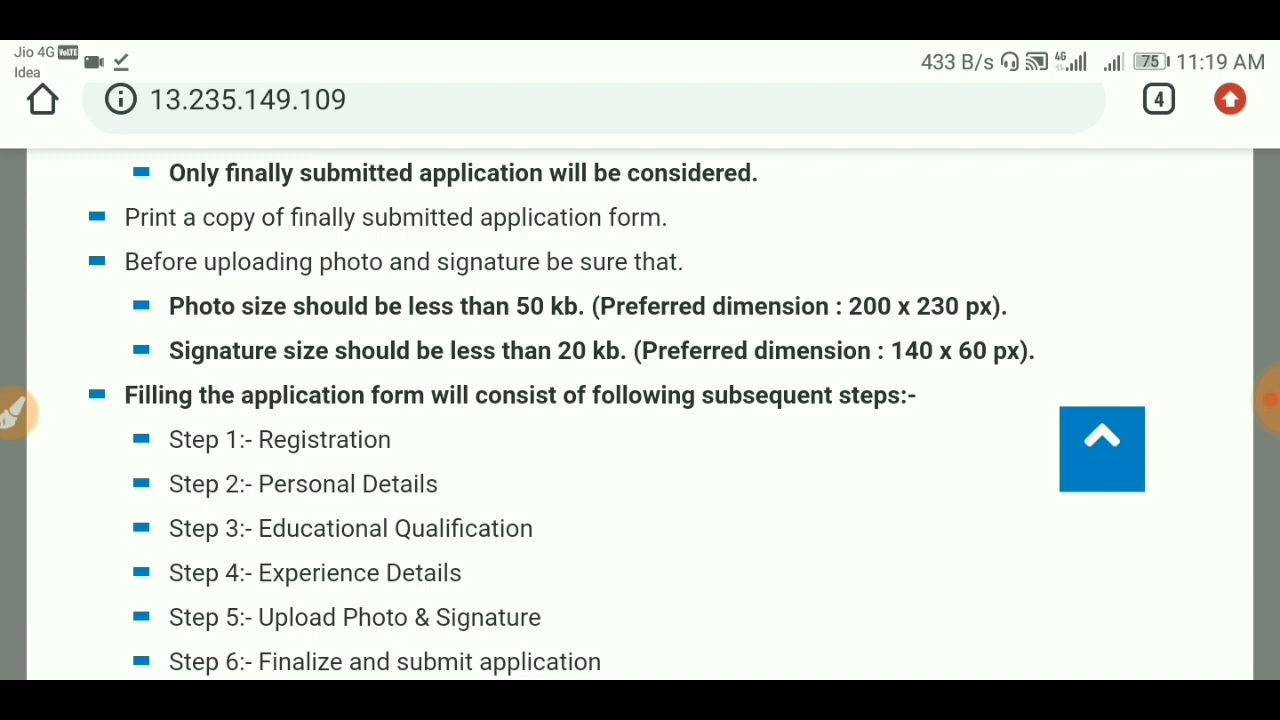 Jio 4G VoLTE
Idea
433 B/s 4G 75 11:19 AM
13.235.149.109
4
Only finally submitted application will be considered.
Print a copy of finally submitted application form.
Before uploading photo and signature be sure that.
Photo size should be less than 50 kb. (Preferred dimension : 200 x 230 px).
Signature size should be less than 20 kb. (Preferred dimension : 140 x 60 px).
Filling the application form will consist of following subsequent steps:-
Step 1:- Registration
Step 2:- Personal Details
Step 3:- Educational Qualification
Step 4:- Experience Details
Step 5:- Upload Photo & Signature
Step 6:- Finalize and submit application